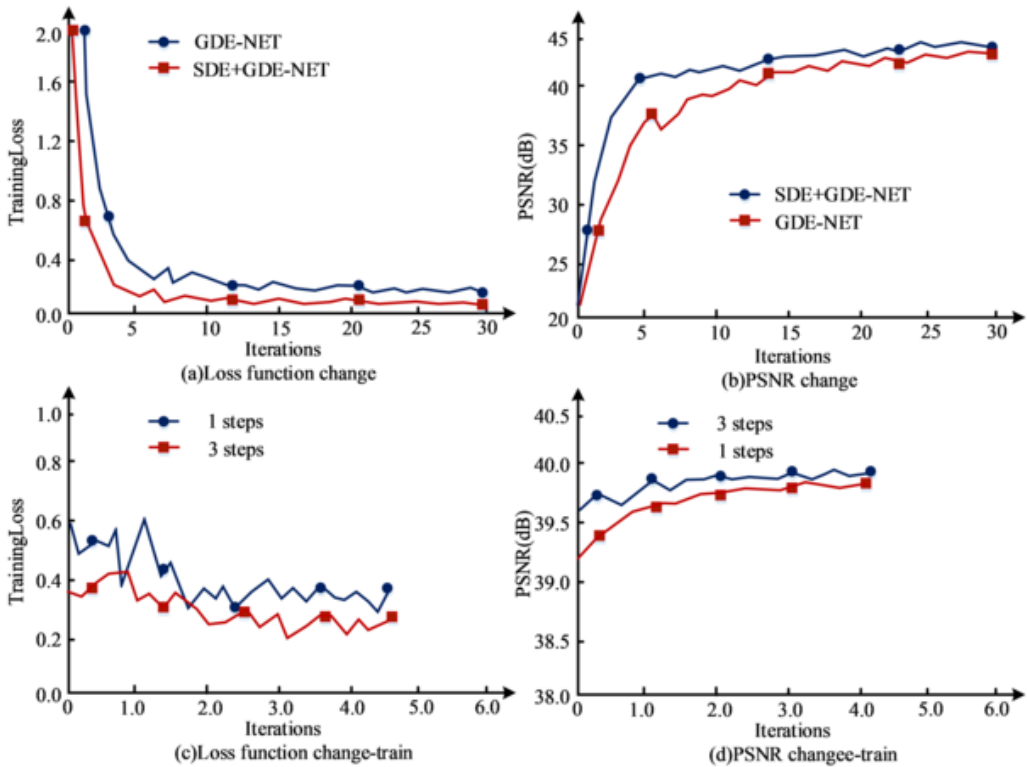 2.0
1.6
1.2
0.8
0.4
0.0
TrainingLoss
GDE-NET
SDE+GDE-NET
0 5 10 15 20 25 30
Iterations
(a)Loss function change
45
42
35
30
25
20
PSNR(dB)
SDE+GDE-NET
GDE-NET
5 10 15 20 25 30
Iterations
(b)PSNR change
1.0
0.8
0.6
0.4
0.2
0.0
TrainingLoss
1 steps
3 steps
0 1.0 2.0 3.0 4.0 5.0 6.0
Iterations
(c)Loss function change-train
40.5
40.0
39.5
39.0
38.5
38.0
PSNR(dB)
3 steps
1 steps
0 1.0 2.0 3.0 4.0 5.0 6.0
Iterations
(d)PSNR changee-train